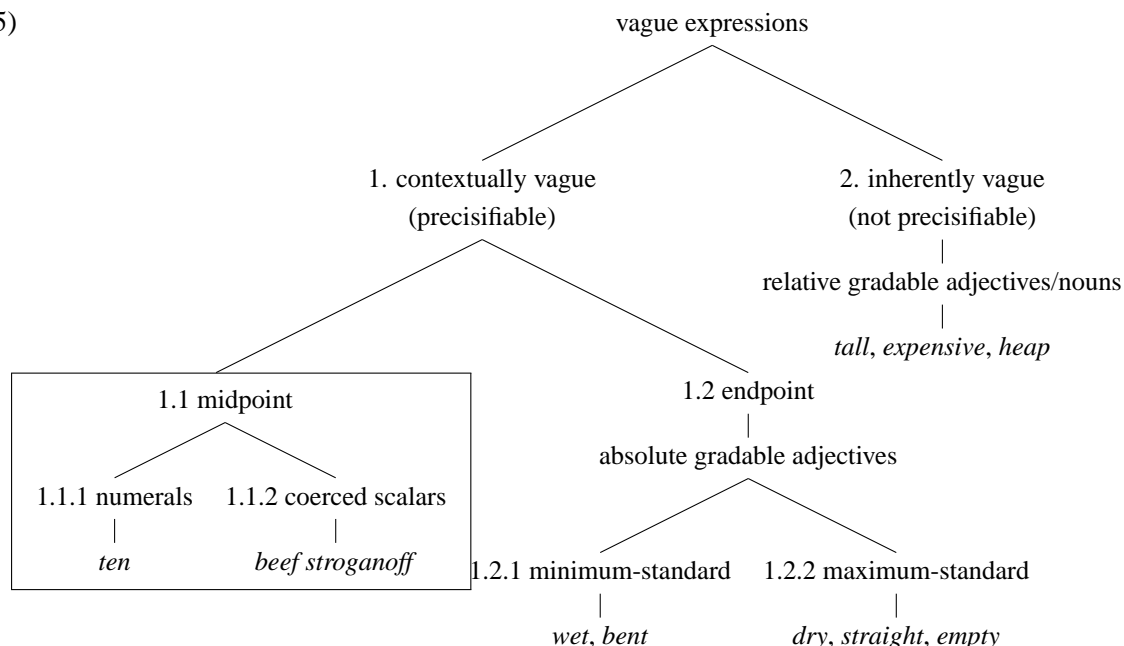 5)
vague expressions
1. contextually vague
(precisifiable)
2. inherently vague
(not precisifiable)
relative gradable adjectives/nouns
tall, expensive, heap
1.1 midpoint
1.2 endpoint
absolute gradable adjectives
1.1.1 numerals
1.1.2 coerced scalars
ten
beef stroganoff
1.2.1 minimum-standard
1.2.2 maximum-standard
wet, bent
dry, straight, empty